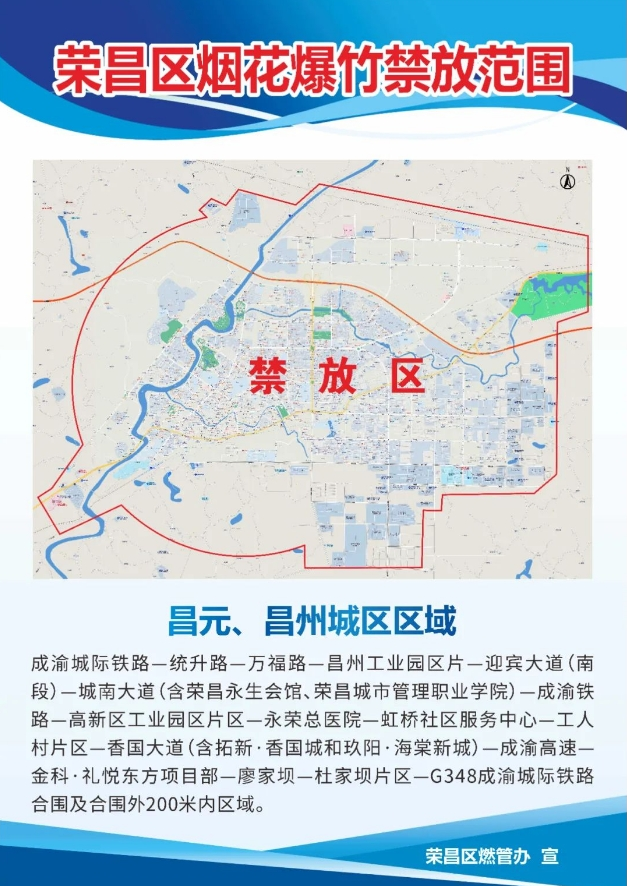 荣昌区烟花爆竹禁放范围
N
禁放区
昌元、昌州城区区域
成渝城际铁路—统升路—万福路—昌州工业园区片—迎宾大道(南
段)—城南大道(含荣昌永生会馆、荣昌城市管理职业学院)—成渝铁
路—高新区工业园区片区—永荣总医院—虹桥社区服务中心—工人
村片区—香国大道(含拓新·香国城和玖阳·海棠新城)—成渝高速—
金科·礼悦东方项目部—廖家坝—杜家坝片区—G348成渝城际铁路
合围及合围外200米内区域。
荣昌区燃管办 宣